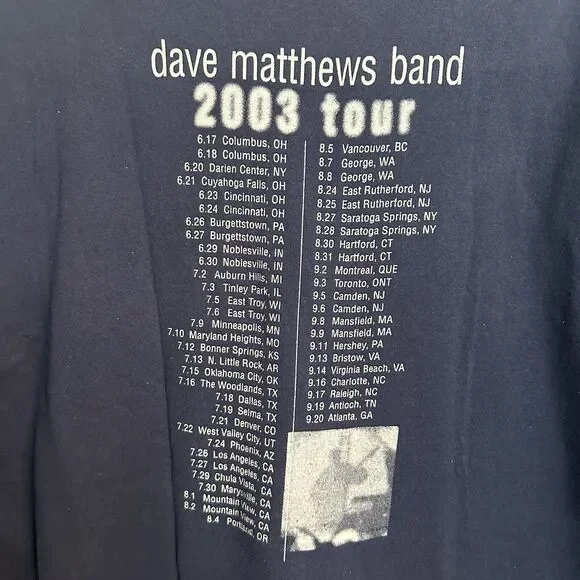 dave matthews band
2003 tour
6.17 Columbus, OH
6.18 Columbus, OH
6.20 Darien Center, NY
6.21 Cuyahoga Falls, OH
6.23 Cincinnati, OH
6.24 Cincinnati, OH
6.26 Burgettstown, PA
6.27 Burgettstown, PA
6.29 Noblesville, IN
6.30 Noblesville, IN
7.2 Auburn Hills, MI
7.3 Tinley Park, IL
7.5 East Troy, WI
7.6 East Troy, WI
7.9 Minneapolis, MN
7.10 Maryland Heights, MO
7.12 Bonner Springs, KS
7.13 N. Little Rock, AR
7.15 Oklahoma City, OK
7.16 The Woodlands, TX
7.18 Dallas, TX
7.19 Selma, TX
7.21 Denver, CO
7.22 West Valley City, UT
7.24 Phoenix, AZ
7.26 Los Angeles, CA
7.27 Los Angeles, CA
7.29 Chula Vista, CA
7.30 Marysville, CA
8.1 Mountain View, CA
8.2 Mountain View, CA
8.4 Portland, OR
8.5 Vancouver, BC
8.7 George, WA
8.8 George, WA
8.24 East Rutherford, NJ
8.25 East Rutherford, NJ
8.27 Saratoga Springs, NY
8.28 Saratoga Springs, NY
8.30 Hartford, CT
8.31 Hartford, CT
9.2 Montreal, QUE
9.3 Toronto, ONT
9.5 Camden, NJ
9.6 Camden, NJ
9.8 Mansfield, MA
9.9 Mansfield, MA
9.11 Hershey, PA
9.13 Bristow, VA
9.14 Virginia Beach, VA
9.16 Charlotte, NC
9.17 Raleigh, NC
9.19 Antioch, TN
9.20 Atlanta, GA